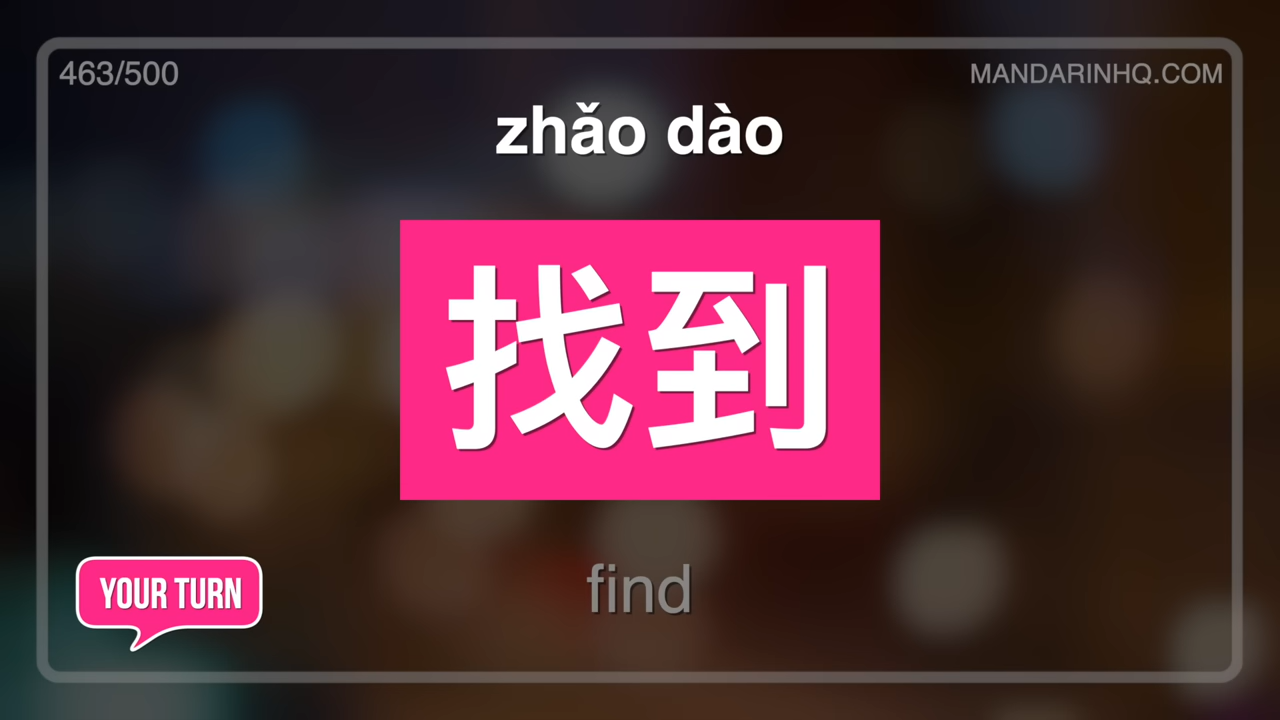 463/500
MANDARINHQ.COM
zhǎo dào
找到
find
YOUR TURN